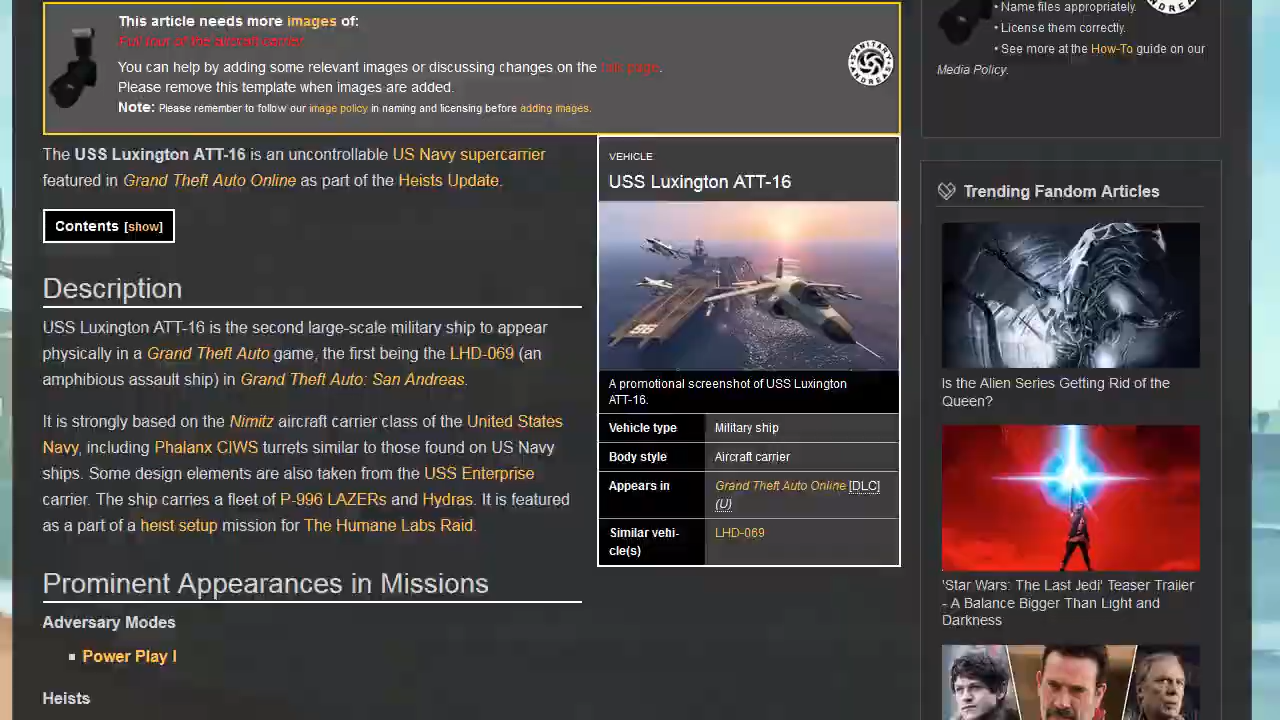 This article needs more images of:
Full tour of the aircraft carrier
You can help by adding some relevant images or discussing changes on the talk page.
Please remove this template when images are added.
Note: Please remember to follow our image policy in naming and licensing before adding images.
The USS Luxington ATT-16 is an uncontrollable US Navy supercarrier
featured in Grand Theft Auto Online as part of the Heists Update.
Contents [show]
Description
USS Luxington ATT-16 is the second large-scale military ship to appear
physically in a Grand Theft Auto game, the first being the LHD-069 (an
amphibious assault ship) in Grand Theft Auto: San Andreas.
It is strongly based on the Nimitz aircraft carrier class of the United States
Navy, including Phalanx CIWS turrets similar to those found on US Navy
ships. Some design elements are also taken from the USS Enterprise
carrier. The ship carries a fleet of P-996 LAZERs and Hydras. It is featured
as a part of a heist setup mission for The Humane Labs Raid.
Prominent Appearances in Missions
Adversary Modes
▪ Power Play I
Heists
VEHICLE
USS Luxington ATT-16
A promotional screenshot of USS Luxington
ATT-16.
Vehicle type Military ship
Body style Aircraft carrier
Appears in Grand Theft Auto Online [DLC]
(U)
Similar vehi-
cle(s) LHD-069
• Name files appropriately.
• License them correctly.
• See more at the How-To guide on our
Media Policy.
Trending Fandom Articles
Is the Alien Series Getting Rid of the
Queen?
'Star Wars: The Last Jedi' Teaser Trailer
- A Balance Bigger Than Light and
Darkness